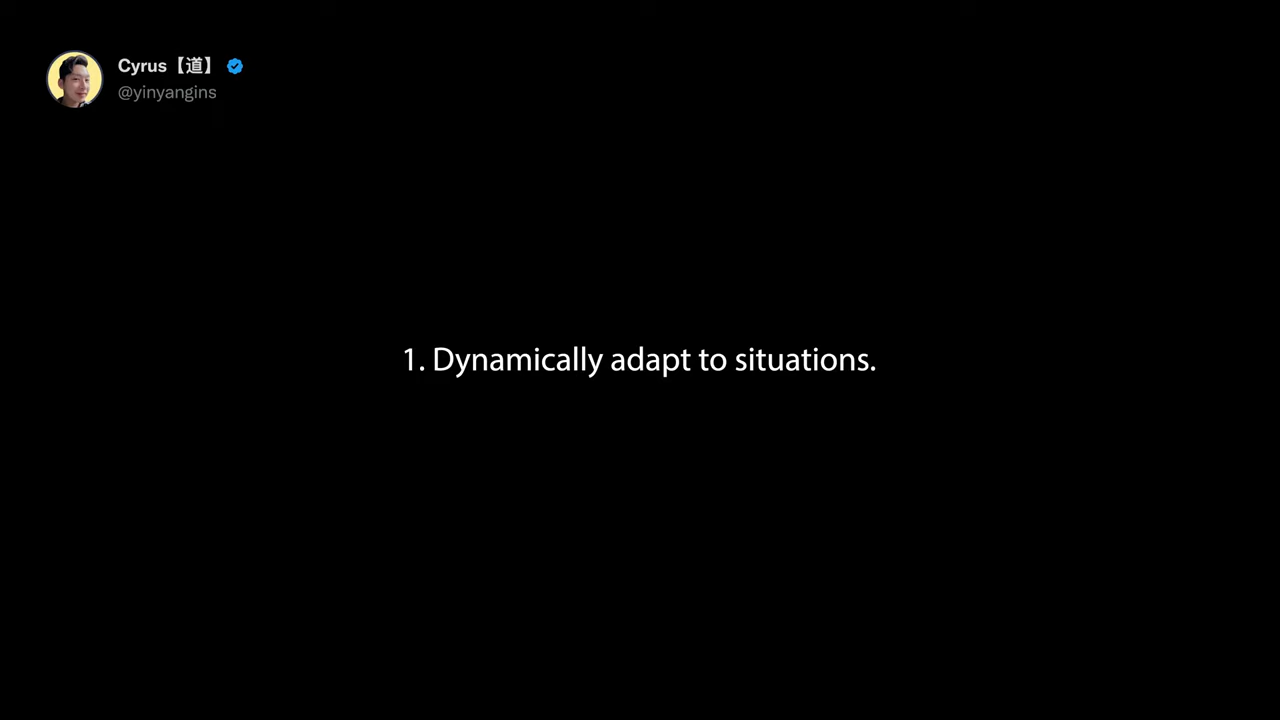 Cyrus【道】
@yinyangins
1. Dynamically adapt to situations.